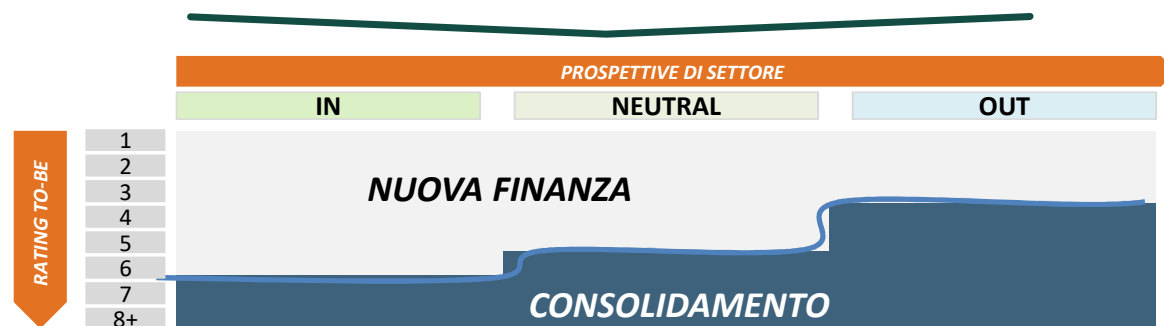 PROSPETTIVE DI SETTORE
IN NEUTRAL OUT
RATING TO-BE
1
2
3
NUOVA FINANZA
4
5
6
7
CONSOLIDAMENTO
8+